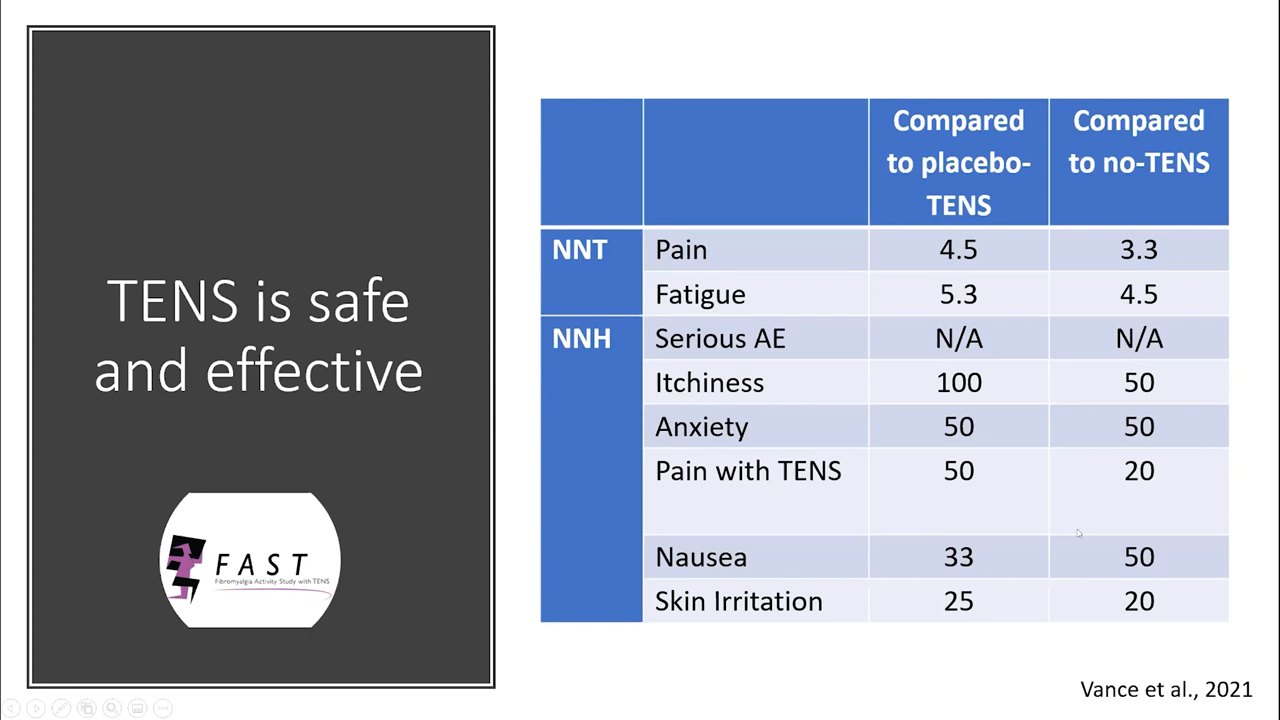 TENS is safe
and effective
FAST
Fibromyalgia Activity Study with TENS
Compared to placebo-TENS Compared to no-TENS
NNT Pain 4.5 3.3
Fatigue 5.3 4.5
NNH Serious AE N/A N/A
Itchiness 100 50
Anxiety 50 50
Pain with TENS 50 20
Nausea 33 50
Skin Irritation 25 20
Vance et al., 2021